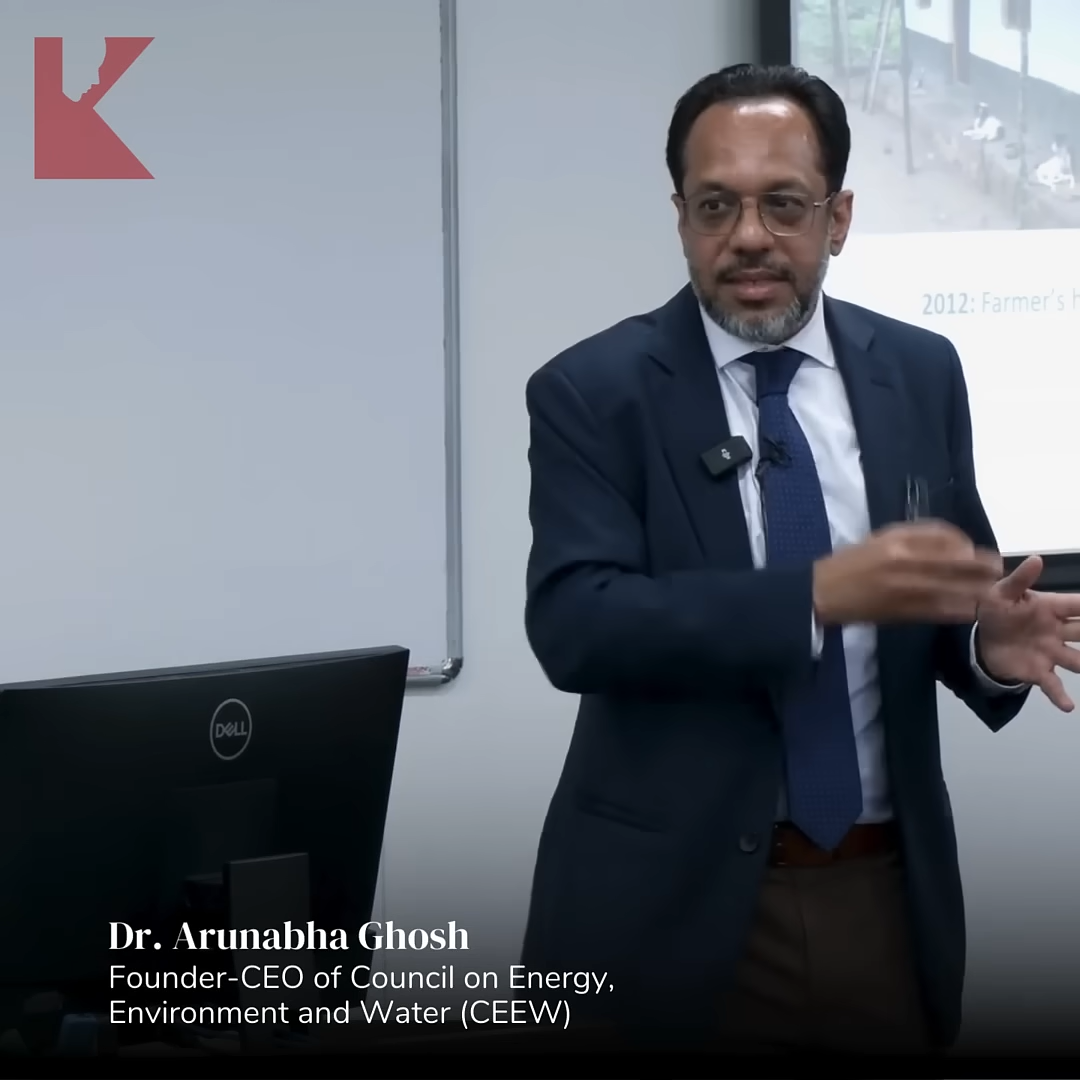 K
2012: Farmer's
DELL
Dr. Arunabha Ghosh
Founder-CEO of Council on Energy,
Environment and Water (CEEW)